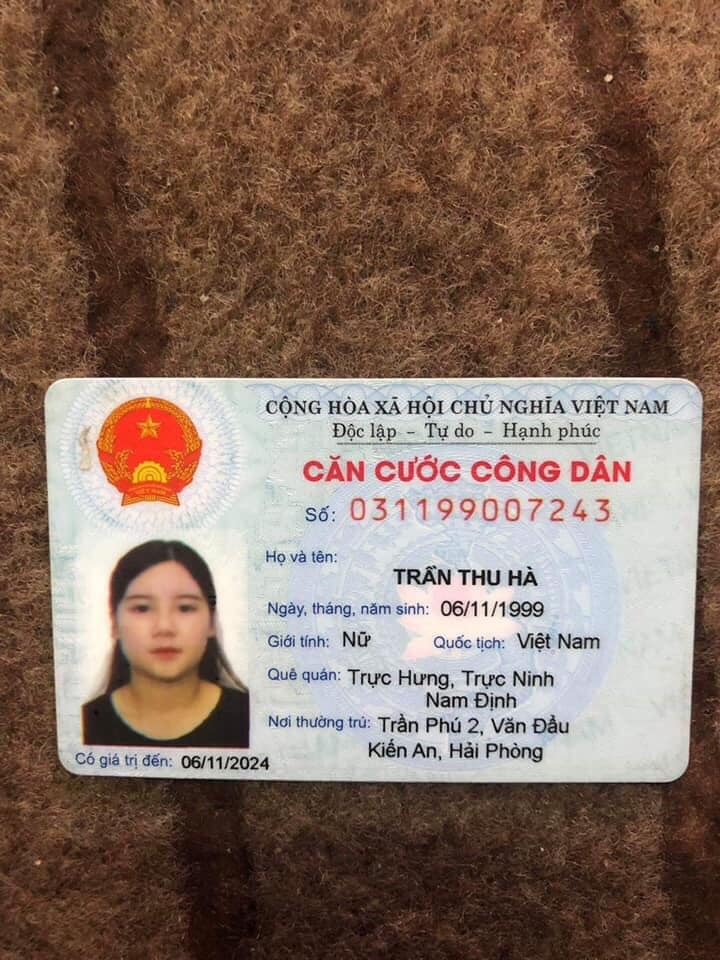 CỘNG HÒA XÃ HỘI CHỦ NGHĨA VIỆT NAM
Độc lập - Tự do - Hạnh phúc
CĂN CƯỚC CÔNG DÂN
Số: 031199007243
Họ và tên:
TRẦN THU HÀ
Ngày, tháng, năm sinh: 06/11/1999
Giới tính: Nữ Quốc tịch: Việt Nam
Quê quán: Trực Hưng, Trực Ninh
Nam Định
Nơi thường trú: Trần Phú 2, Văn Đẩu
Kiến An, Hải Phòng
Có giá trị đến: 06/11/2024
VIỆT NAM